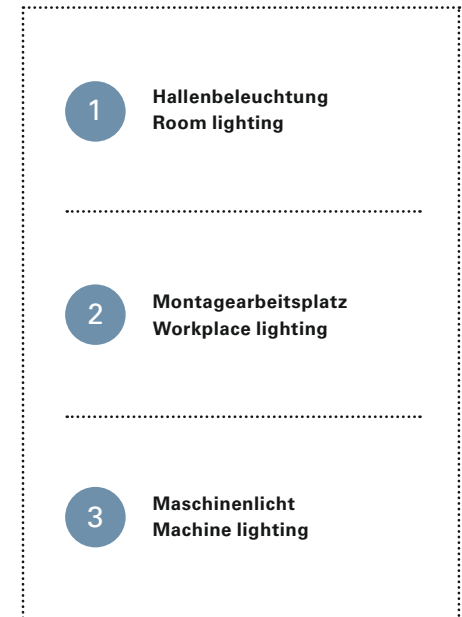 1
Hallenbeleuchtung
Room lighting
2
Montagearbeitsplatz
Workplace lighting
3
Maschinenlicht
Machine lighting